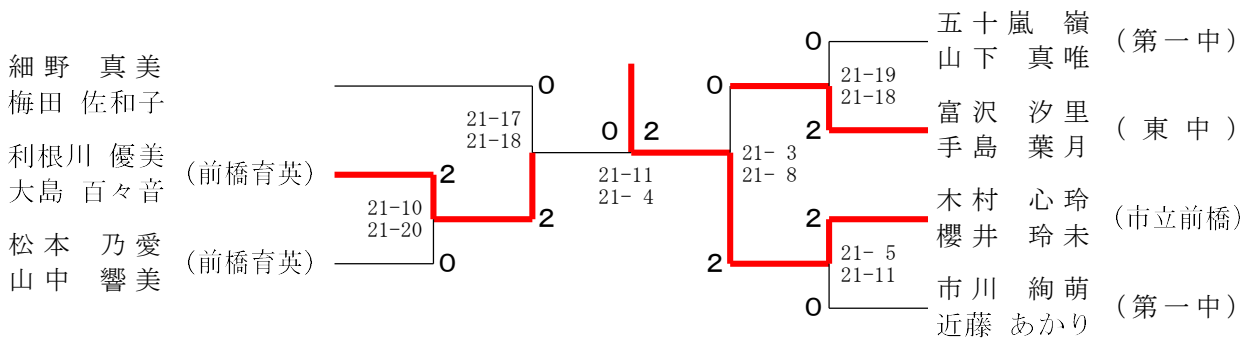 細野 真美
梅田 佐和子
0
21-17
21-18
利根川 優美
大島 百々音
(前橋育英)
2
21-10
21-20
2
松本 乃愛
山中 響美
(前橋育英)
0
0 2
21-11
21- 4
五十嵐 嶺
山下 真唯
(第一中)
0
21-19
21-18
0
富沢 汐里
手島 葉月
(東中)
2
21- 3
21- 8
木村 心玲
櫻井 玲未
(市立前橋)
2
21- 5
21-11
2
市川 絢萌
近藤 あかり
(第一中)
0